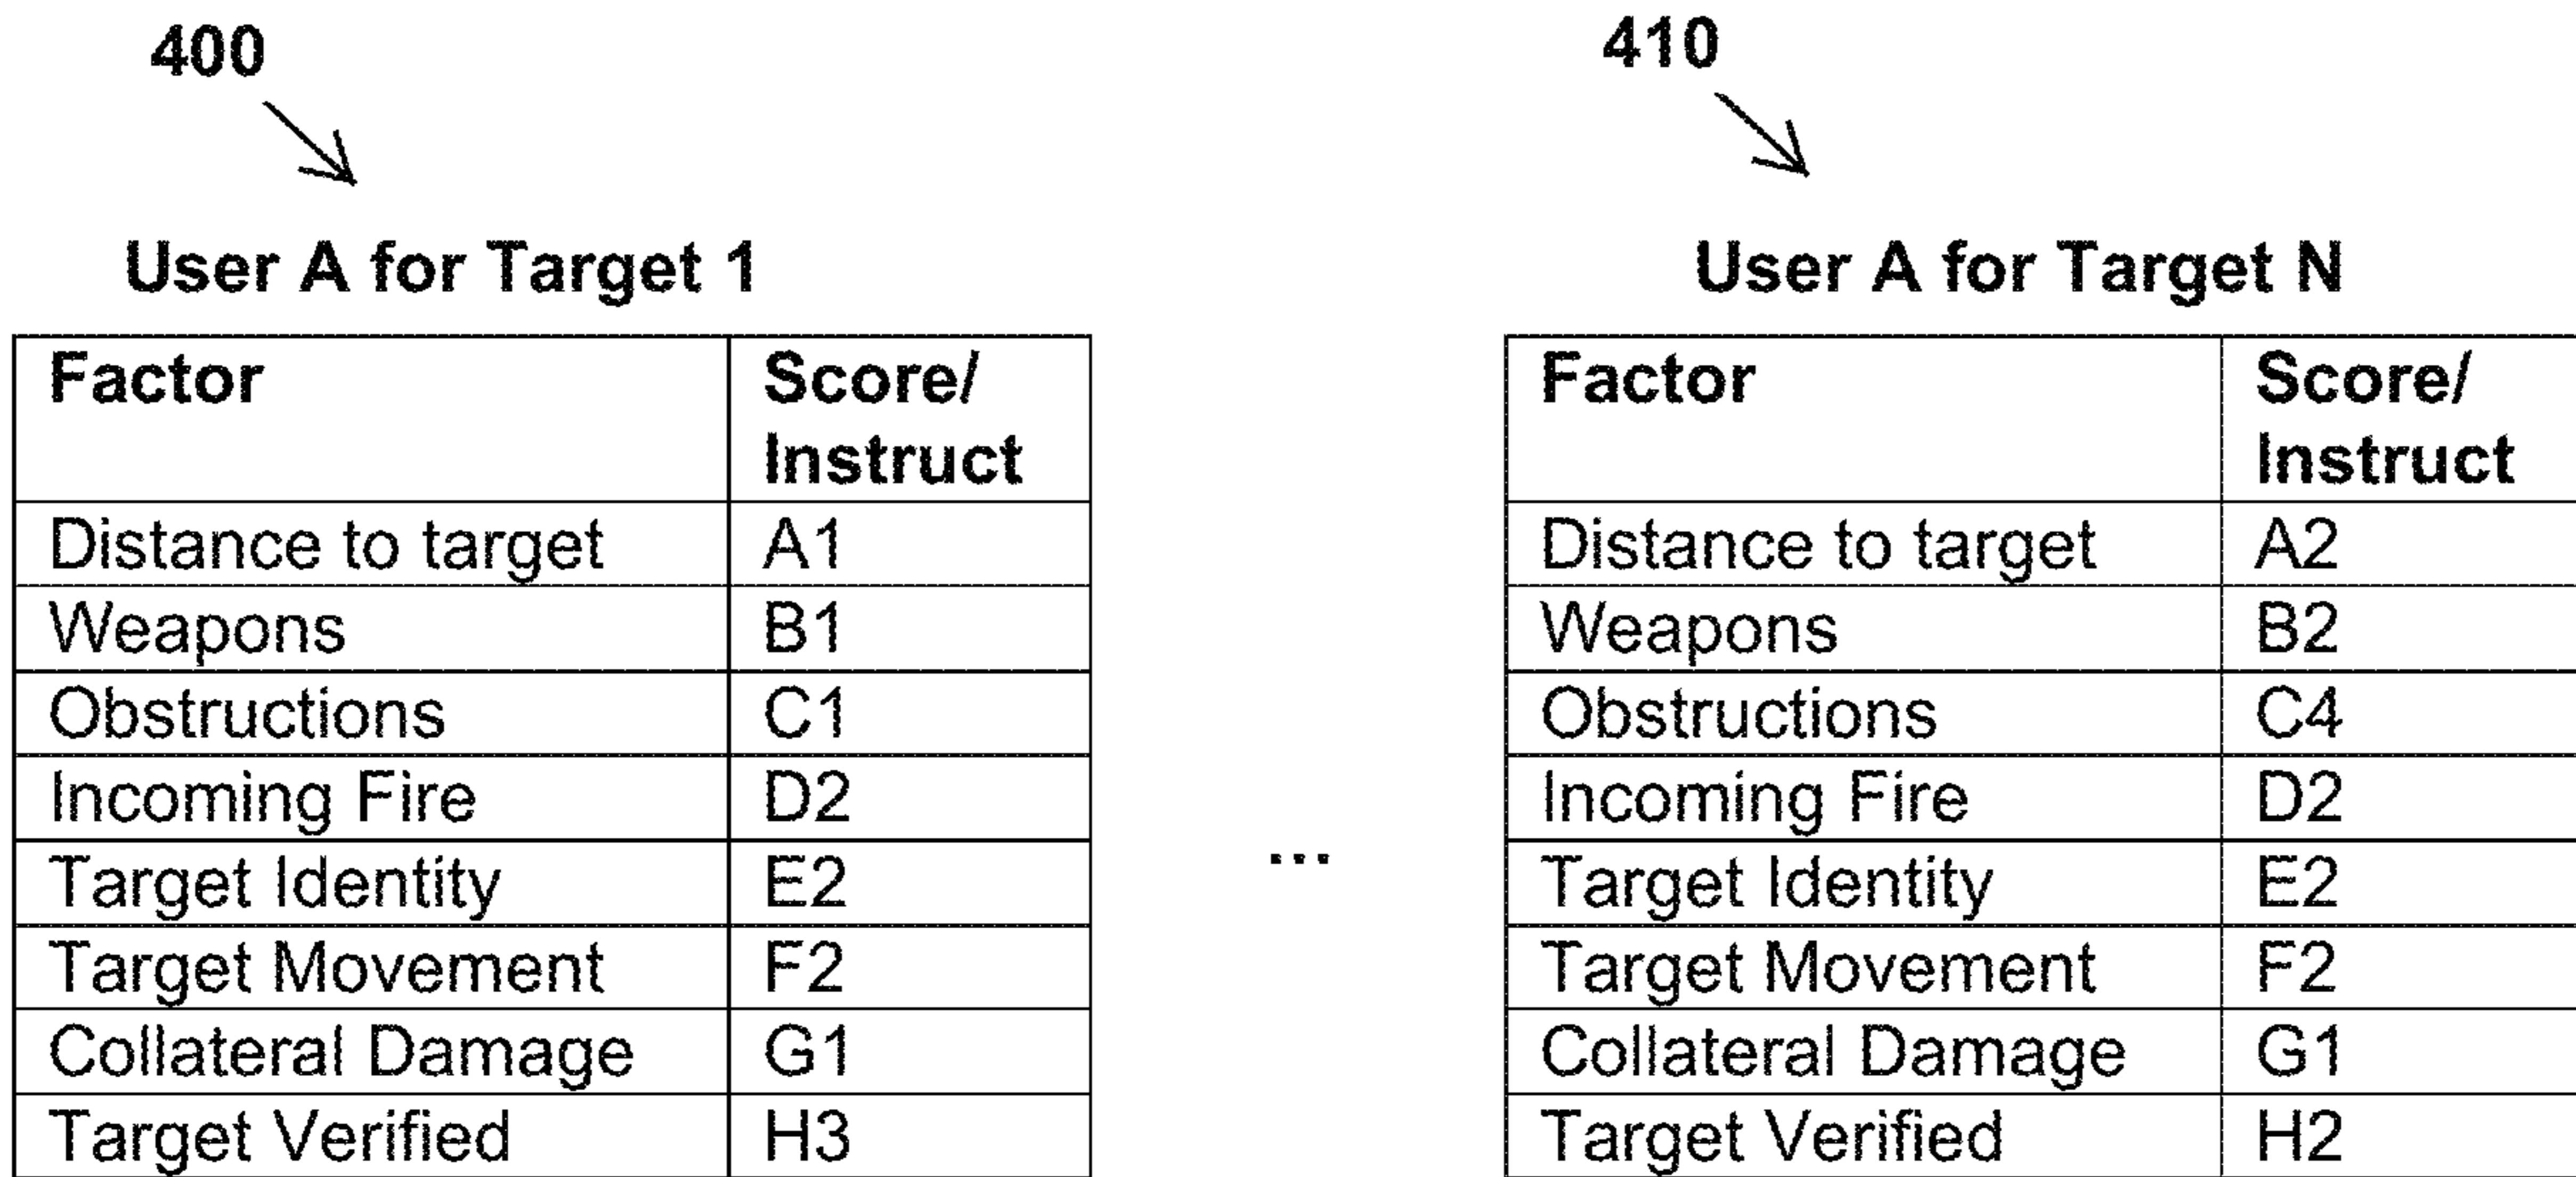 400
410
User A for Target 1
User A for Target N
Factor Score/
Instruct
Distance to target A1
Weapons B1
Obstructions C1
Incoming Fire D2
Target Identity E2
Target Movement F2
Collateral Damage G1
Target Verified H3
...
Factor Score/
Instruct
Distance to target A2
Weapons B2
Obstructions C4
Incoming Fire D2
Target Identity E2
Target Movement F2
Collateral Damage G1
Target Verified H2